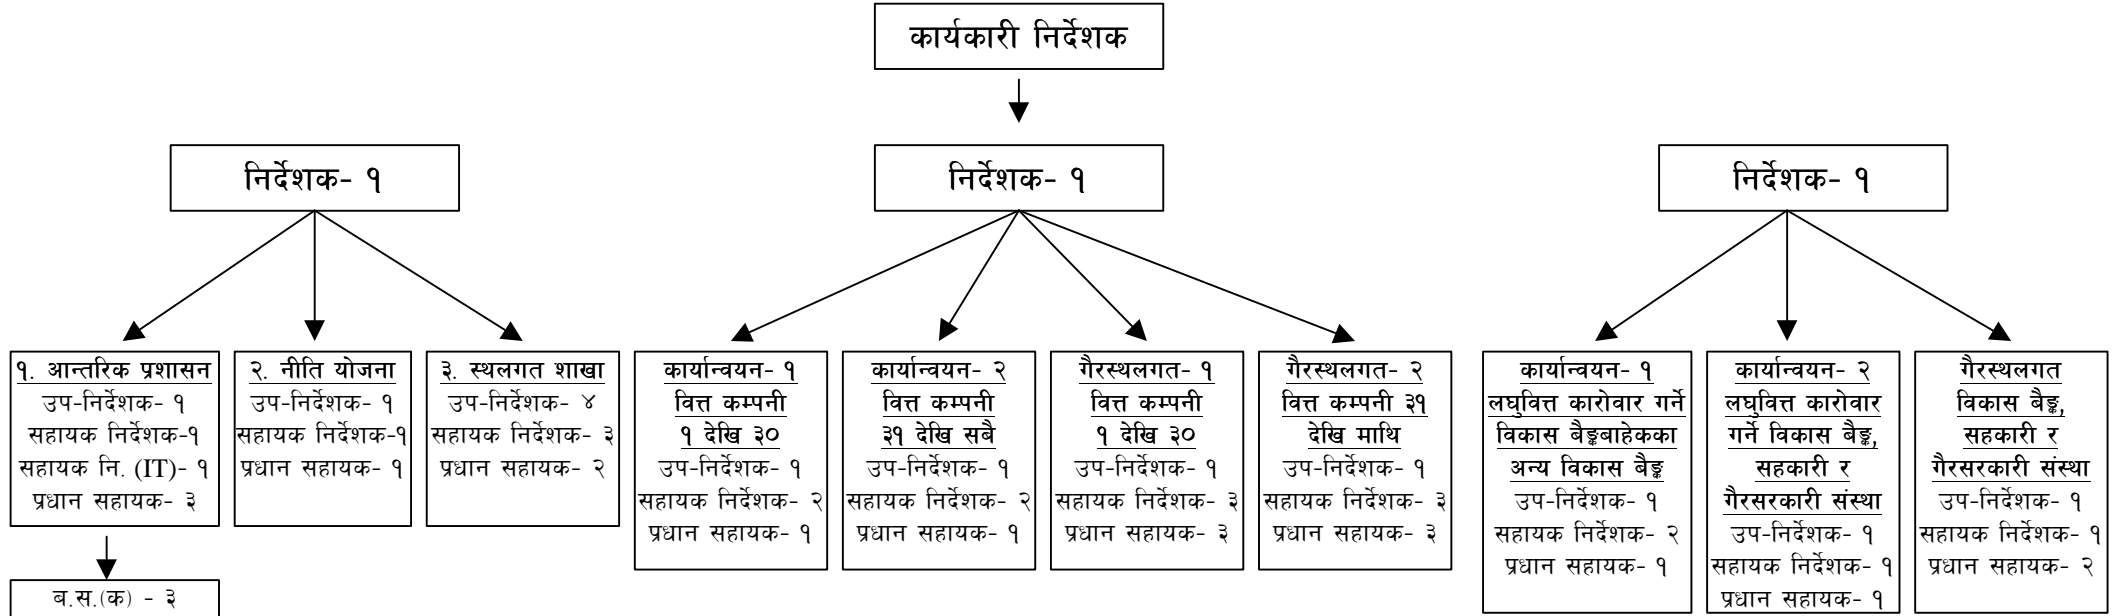 कार्यकारी निर्देशक
निर्देशक- १
निर्देशक- १
निर्देशक- १
१. आन्तरिक प्रशासन
उप-निर्देशक- १
सहायक निर्देशक-१
सहायक नि. (IT)- १
प्रधान सहायक- ३
ब.स.(क) - ३
२. नीति योजना
उप-निर्देशक- १
सहायक निर्देशक-१
प्रधान सहायक- १
३. स्थलगत शाखा
उप-निर्देशक- ४
सहायक निर्देशक- ३
प्रधान सहायक- २
कार्यान्वयन- १
वित्त कम्पनी
१ देखि ३०
उप-निर्देशक- १
सहायक निर्देशक- २
प्रधान सहायक- १
कार्यान्वयन- २
वित्त कम्पनी
३१ देखि सबै
उप-निर्देशक- १
सहायक निर्देशक- २
प्रधान सहायक- १
गैरस्थलगत- १
वित्त कम्पनी
१ देखि ३०
उप-निर्देशक- १
सहायक निर्देशक- ३
प्रधान सहायक- ३
गैरस्थलगत- २
वित्त कम्पनी ३१
देखि माथि
उप-निर्देशक- १
सहायक निर्देशक- ३
प्रधान सहायक- ३
कार्यान्वयन- १
लघुवित्त कारोवार गर्ने
विकास बैङ्कबाहेकका
अन्य विकास बैङ्क
उप-निर्देशक- १
सहायक निर्देशक- २
प्रधान सहायक- १
कार्यान्वयन- २
लघुवित्त कारोवार
गर्ने विकास बैङ्क,
सहकारी र
गैरसरकारी संस्था
उप-निर्देशक- १
सहायक निर्देशक- १
प्रधान सहायक- १
गैरस्थलगत
विकास बैङ्क,
सहकारी र
गैरसरकारी संस्था
उप-निर्देशक- १
सहायक निर्देशक- १
प्रधान सहायक- २